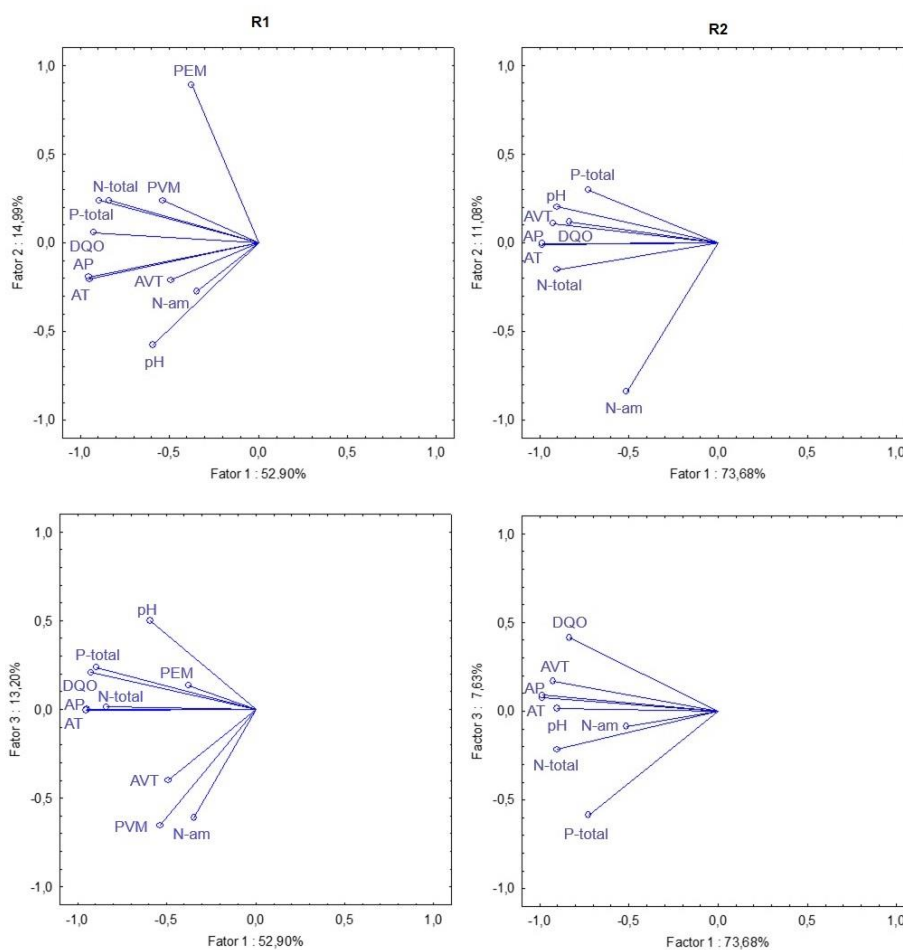 R1
R2
1,0
PEM
0,5
N-total
PVM
P-total
0,0
DQO
AP
AT
AVT
N-am
-0,5
pH
-1,0
Fator 2 : 14,99%
-1,0
-0,5
0,0
0,5
1,0
Fator 1 : 52,90%
1,0
0,5
P-total
pH
AVT
0,0
AP
DQO
AT
N-total
-0,5
N-am
-1,0
Fator 2 : 11,08%
-1,0
-0,5
0,0
0,5
1,0
Fator 1 : 73,68%
1,0
pH
0,5
P-total
PEM
DQO
N-total
0,0
AP
AT
AVT
-0,5
PVM
N-am
-1,0
Fator 3 : 13,20%
-1,0
-0,5
0,0
0,5
1,0
Fator 1 : 52,90%
1,0
0,5
DQO
AVT
AP
0,0
AT
pH
N-am
N-total
-0,5
P-total
-1,0
Factor 3 : 7,63%
-1,0
-0,5
0,0
0,5
1,0
Factor 1 : 73,68%